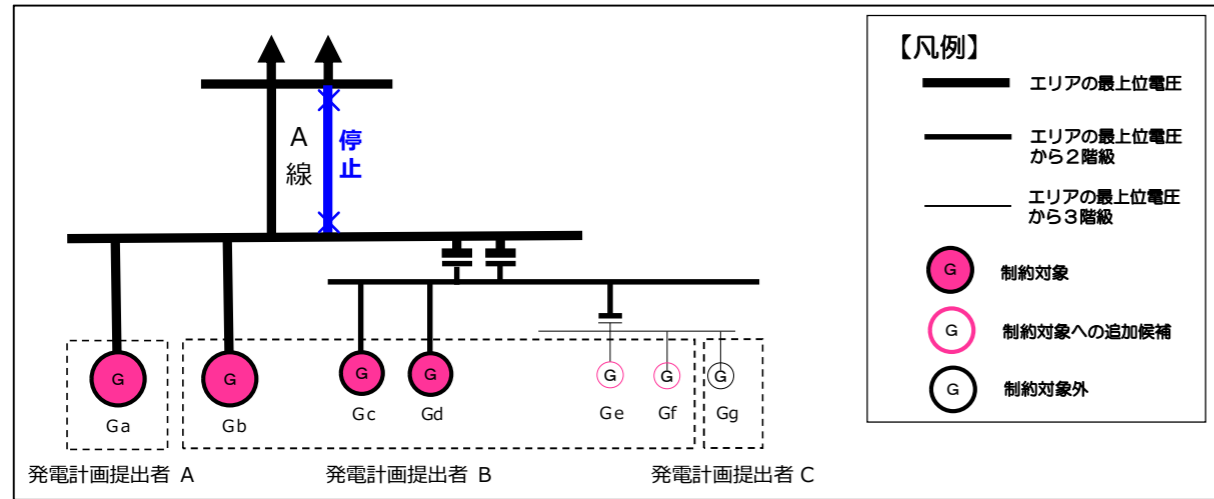 A
線
停
止
G
G
G
G
G
G
G
Ga
Gb
Gc
Gd
Ge
Gf
Gg
発電計画提出者 A
発電計画提出者 B
発電計画提出者 C
【凡例】
エリアの最上位電圧
エリアの最上位電圧
から２階級
エリアの最上位電圧
から３階級
G
制約対象
G
制約対象への追加候補
G
制約対象外